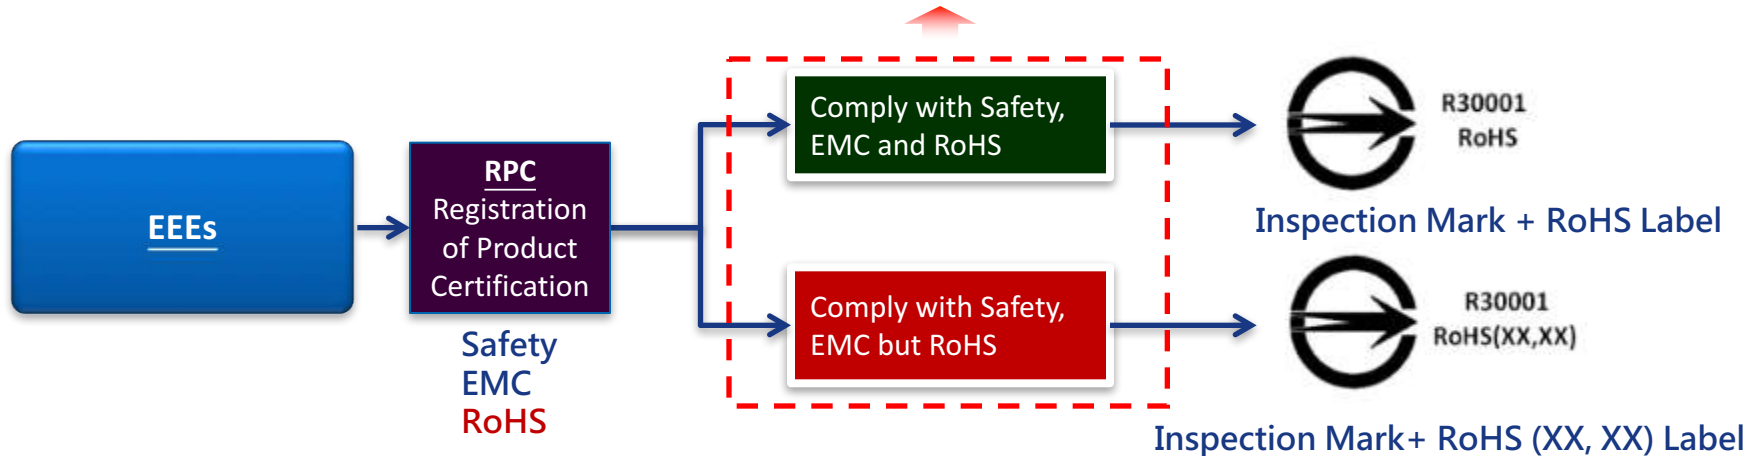 EEEs
RPC
Registration
of Product
Certification
Safety
EMC
RoHS
Comply with Safety,
EMC and RoHS
R30001
RoHS
Inspection Mark + RoHS Label
Comply with Safety,
EMC but RoHS
R30001
RoHS(XX,XX)
Inspection Mark+ RoHS (XX, XX) Label